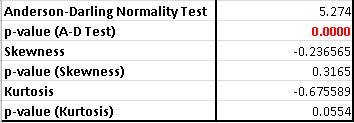 Anderson-Darling Normality Test 5.274
p-value (A-D Test) 0.0000
Skewness -0.236565
p-value (Skewness) 0.3165
Kurtosis -0.675589
p-value (Kurtosis) 0.0554